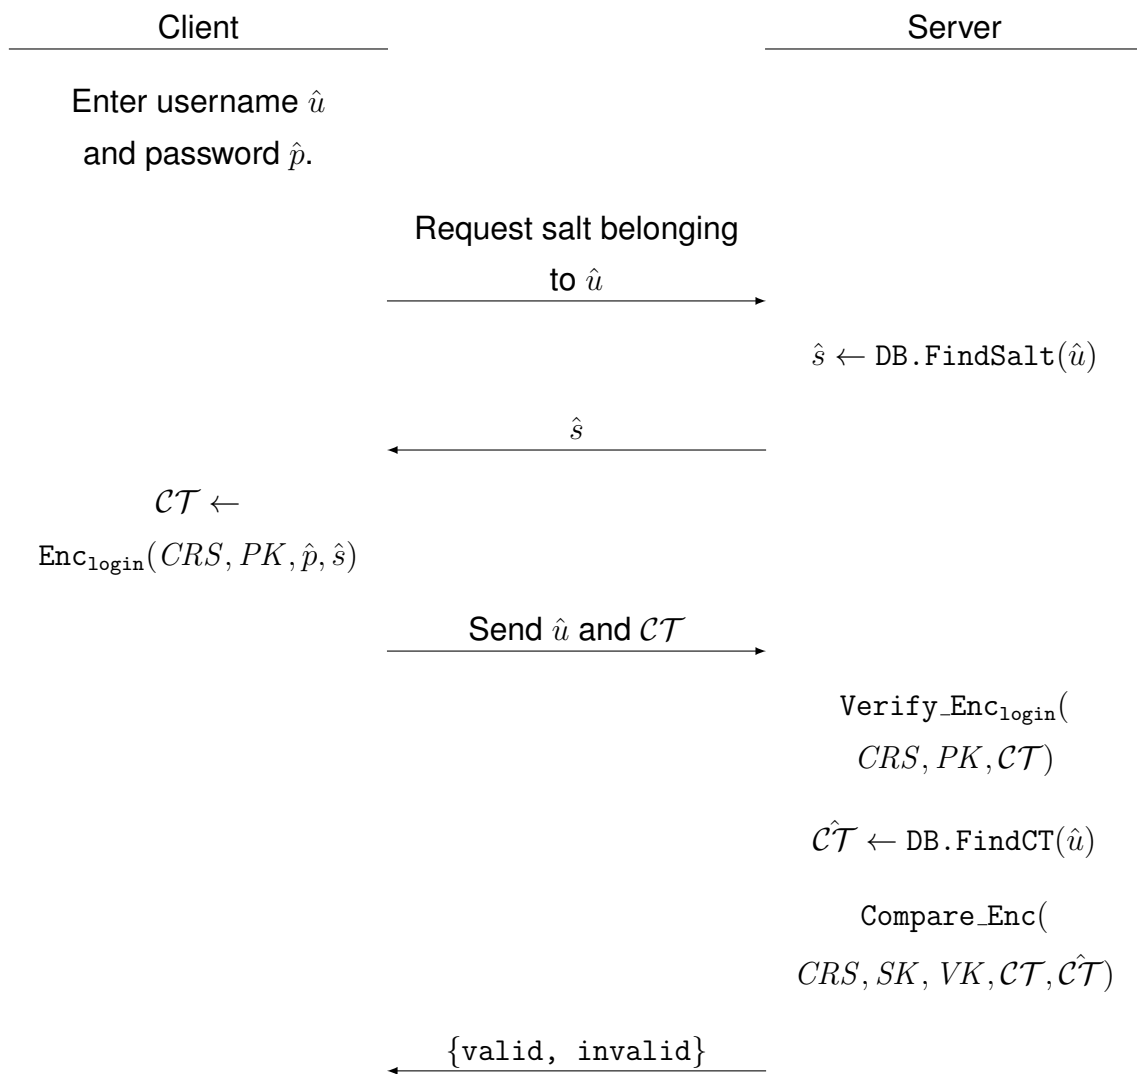 Client
Server
Enter username û
and password p̂.
Request salt belonging
to û
ŝ ← DB.FindSalt(û)
ŝ
𝒞𝒯 ←
Enc_login(CRS, PK, p̂, ŝ)
Send û and 𝒞𝒯
Verify_Enc_login(
CRS, PK, 𝒞𝒯)
𝒞𝒯̂ ← DB.FindCT(û)
Compare_Enc(
CRS, SK, VK, 𝒞𝒯, 𝒞𝒯̂)
{valid, invalid}